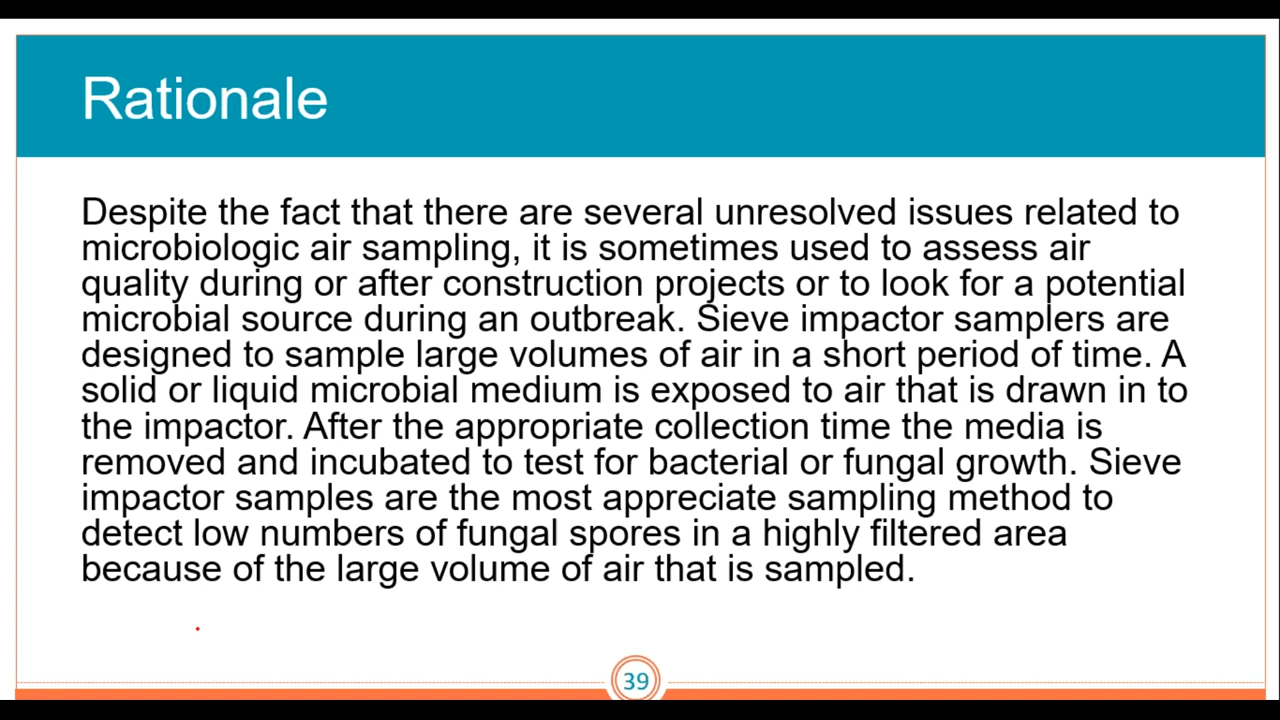 Rationale
Despite the fact that there are several unresolved issues related to
microbiologic air sampling, it is sometimes used to assess air
quality during or after construction projects or to look for a potential
microbial source during an outbreak. Sieve impactor samplers are
designed to sample large volumes of air in a short period of time. A
solid or liquid microbial medium is exposed to air that is drawn in to
the impactor. After the appropriate collection time the media is
removed and incubated to test for bacterial or fungal growth. Sieve
impactor samples are the most appreciate sampling method to
detect low numbers of fungal spores in a highly filtered area
because of the large volume of air that is sampled.
39